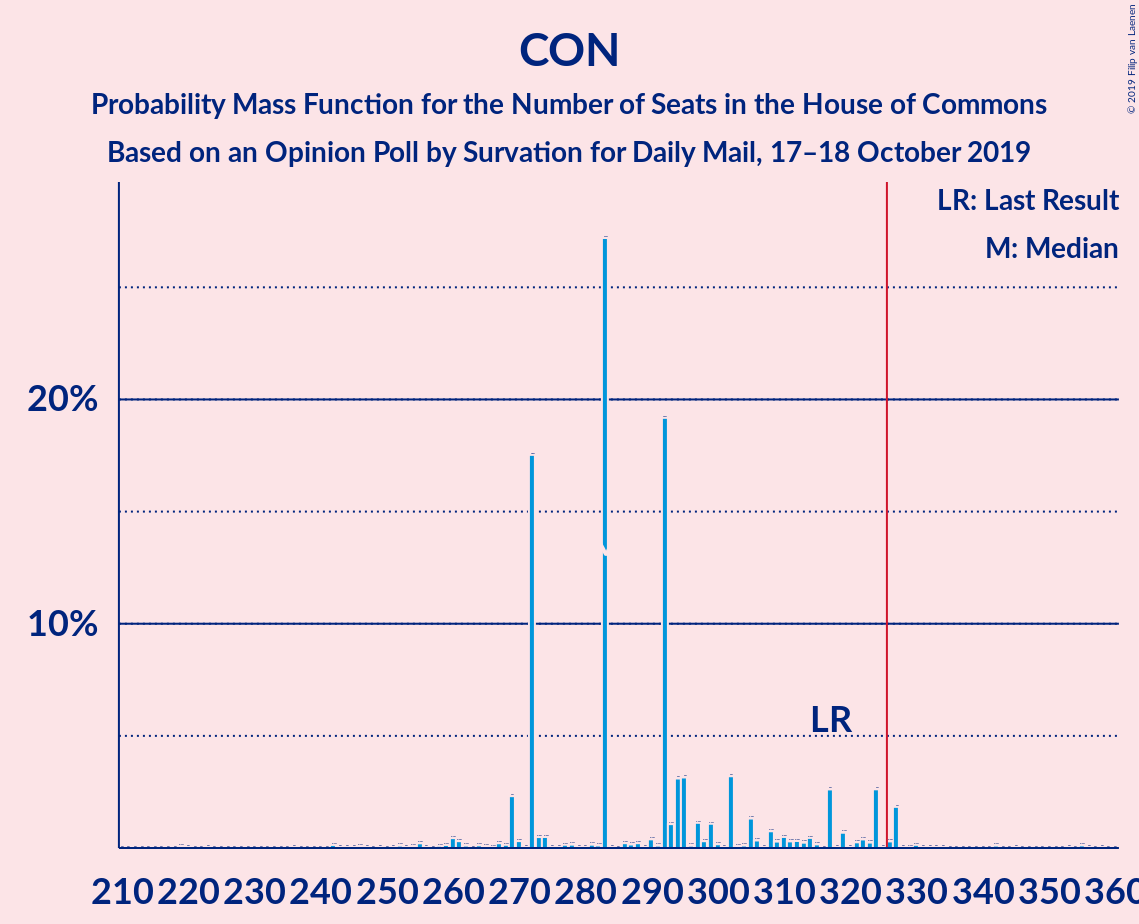 CON
Probability Mass Function for the Number of Seats in the House of Commons
Based on an Opinion Poll by Survation for Daily Mail, 17–18 October 2019
© 2019 Filip van Laenen
LR: Last Result
M: Median
20%
10%
LR
210 220 230 240 250 260 270 280 290 300 310 320 330 340 350 360